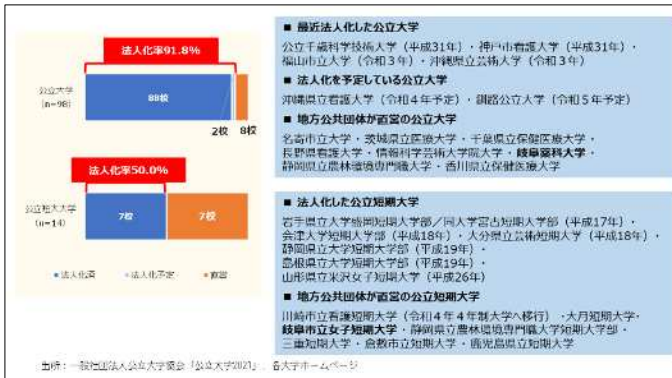 法人化率91.8%
公立大学
(n=98)
88校
2校
8校
法人化率50.0%
公立短大大学
(n=14)
7校
7校
■法人化済
■法人化予定
■直営
■ 最近法人化した公立大学
公立千歳科学技術大学（平成31年）・神戸市看護大学（平成31年）・
福山市立大学（令和３年）・沖縄県立芸術大学（令和３年）
■ 法人化を予定している公立大学
沖縄県立看護大学（令和４年予定）・釧路公立大学（令和５年予定）
■ 地方公共団体が直営の公立大学
名寄市立大学・茨城県立医療大学・千葉県立保健医療大学・
長野県看護大学・情報科学芸術大学院大学・岐阜薬科大学・
静岡県立農林環境専門職大学・香川県立保健医療大学
■ 法人化した公立短期大学
岩手県立大学盛岡短期大学部／同大学宮古短期大学部（平成17年）・
会津大学短期大学部（平成18年）・大分県立芸術短期大学（平成18年）・
静岡県立大学短期大学部（平成19年）・
島根県立大学短期大学部（平成19年）・
山形県立米沢女子短期大学（平成26年）
■ 地方公共団体が直営の公立短期大学
川崎市立看護短期大学（令和４年４年制大学へ移行）・大月短期大学・
岐阜市立女子短期大学・静岡県立農林環境専門職大学短期大学部・
三重短期大学・倉敷市立短期大学・鹿児島県立短期大学
出所：一般社団法人公立大学協会「公立大学2021」、各大学ホームページ